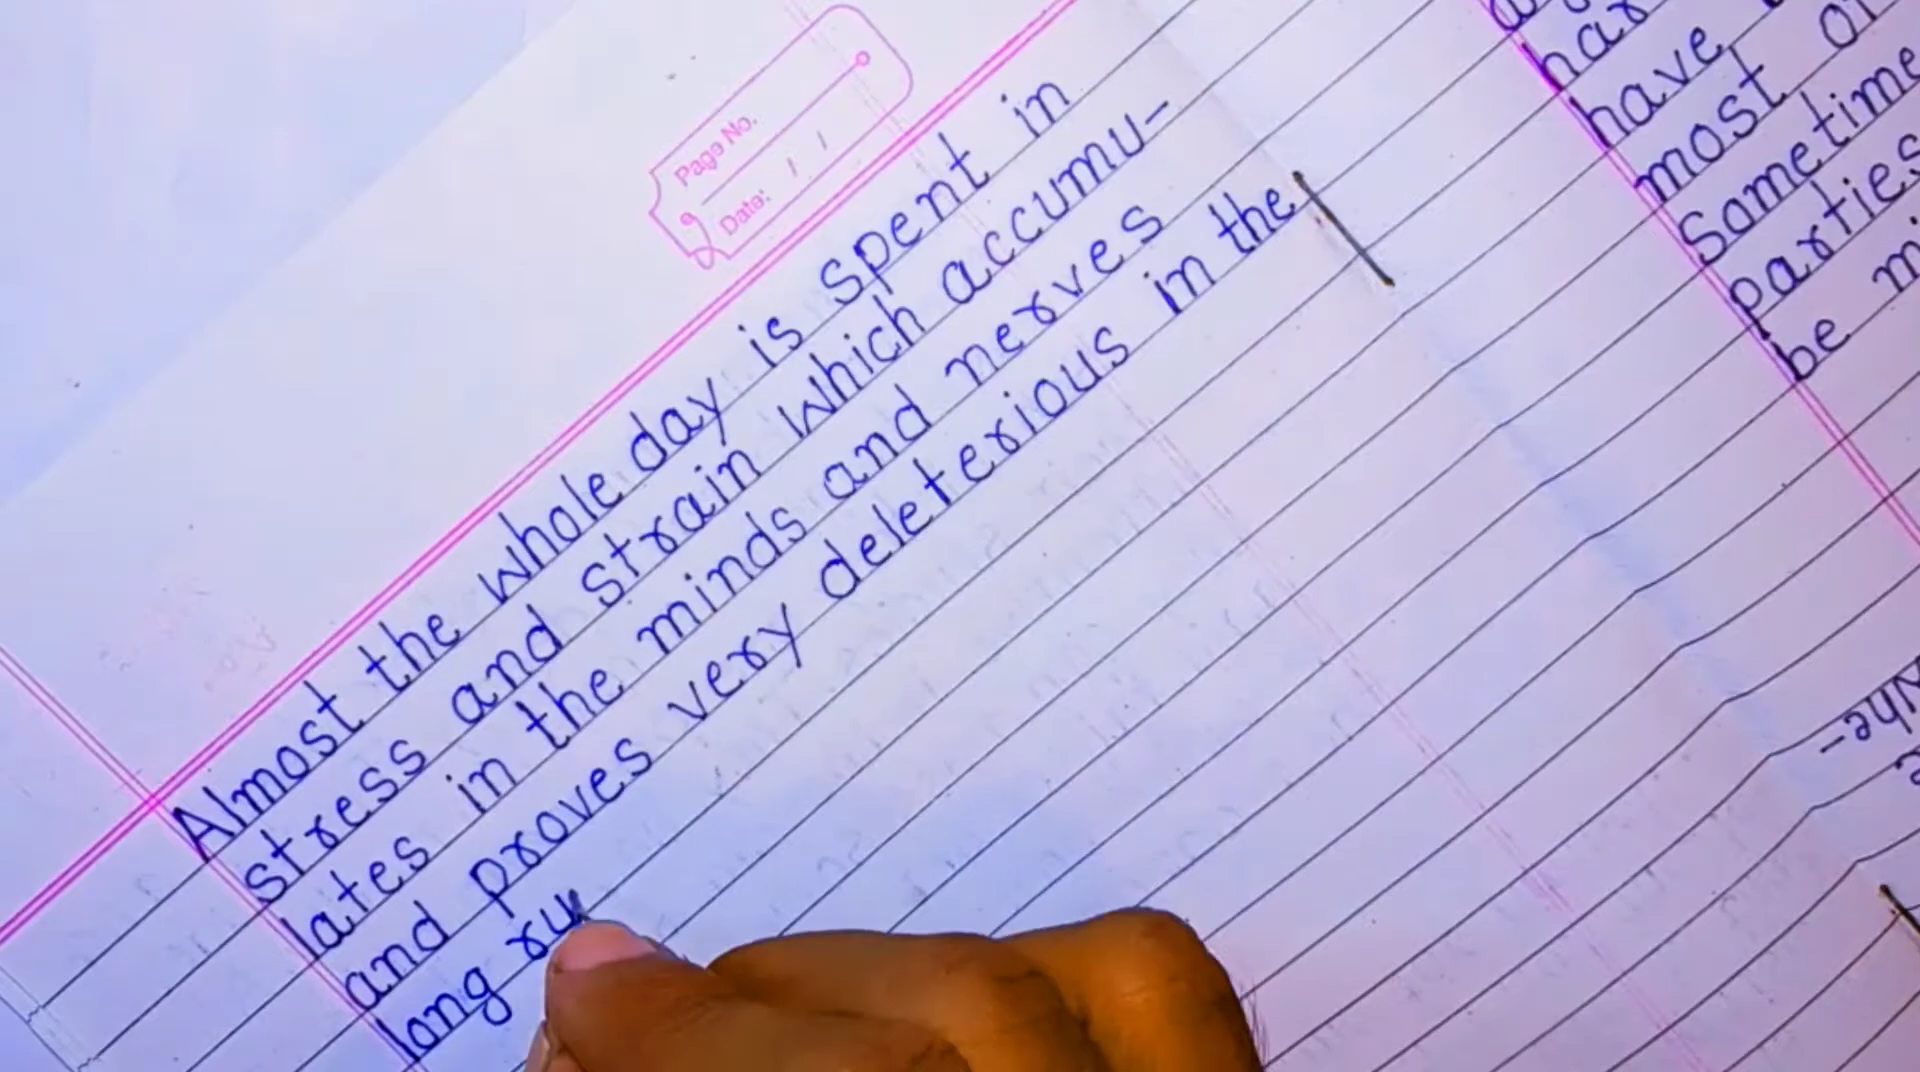 Page No.
Date: / /
Almost the whole day is spent in
stress and strain which accumu-
lates in the minds and nerves
and proves very deleterious in the
long ru
have
most
Sometime
parties
be